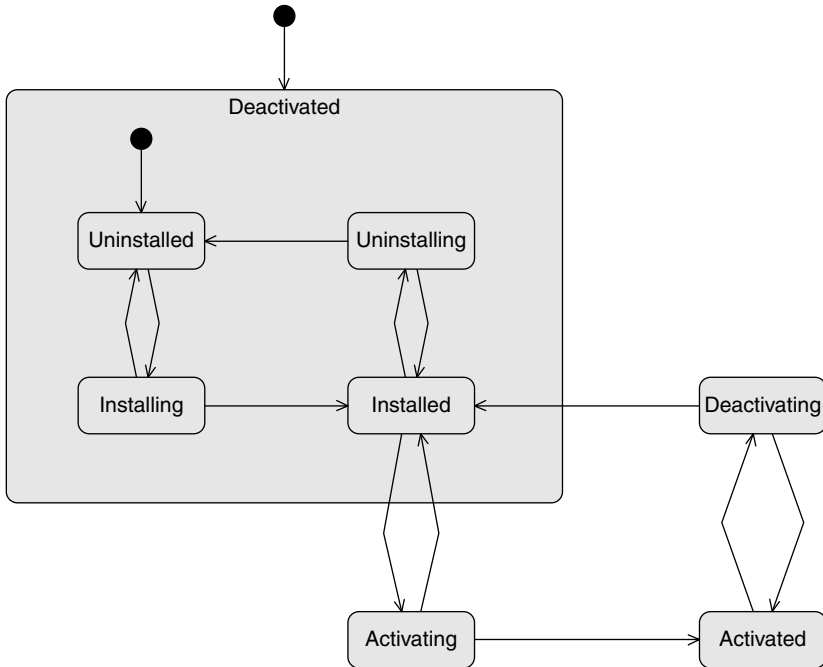 Deactivated
Uninstalled
Uninstalling
Installing
Installed
Deactivating
Activating
Activated